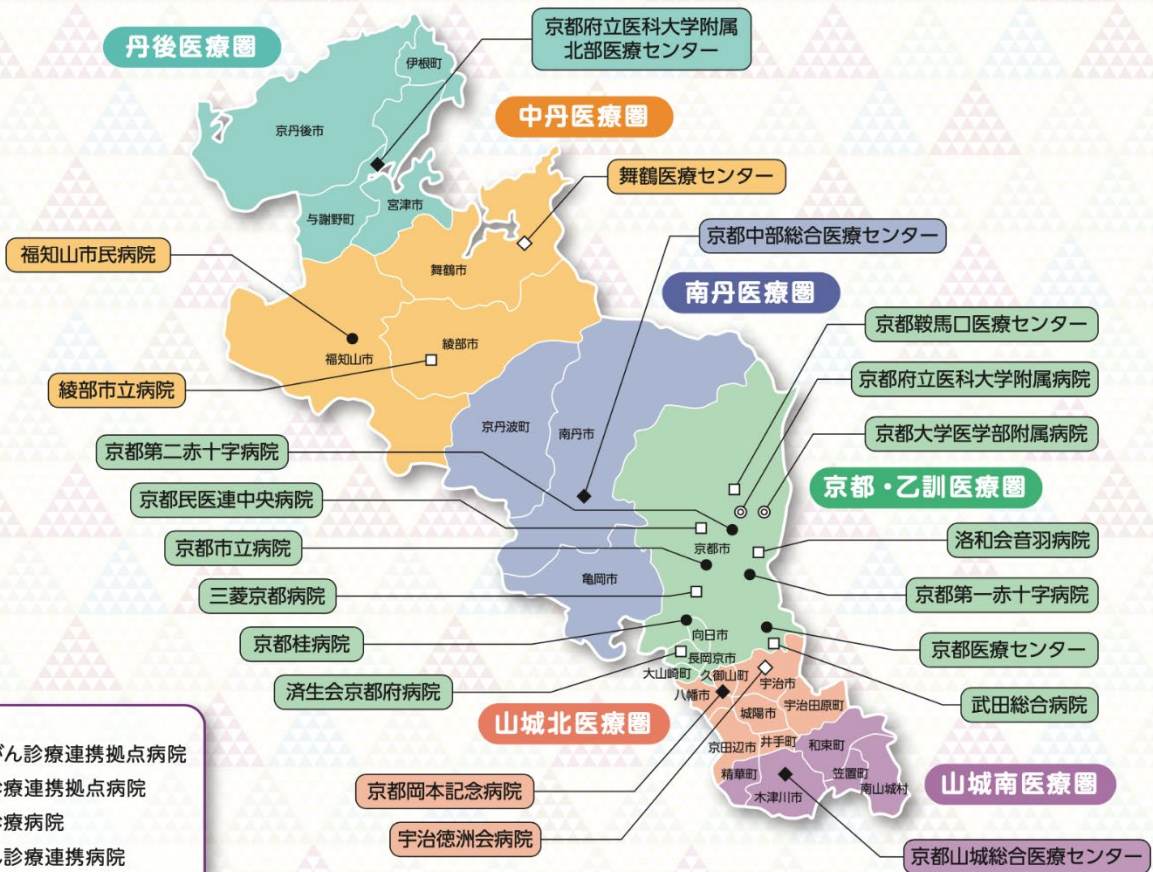 丹後医療圏
京都府立医科大学附属
北部医療センター
伊根町
京丹後市
中丹医療圏
舞鶴医療センター
宮津市
与謝野町
京都中部総合医療センター
福知山市民病院
舞鶴市
南丹医療圏
京都鞍馬口医療センター
綾部市
福知山市
綾部市立病院
京都府立医科大学附属病院
京丹波町
南丹市
京都大学医学部附属病院
京都第二赤十字病院
京都・乙訓医療圏
京都民医連中央病院
京都市
洛和会音羽病院
京都市立病院
亀岡市
三菱京都病院
京都第一赤十字病院
京都桂病院
向日市
京都医療センター
長岡京市
大山崎町
久御山町
済生会京都府病院
八幡市
宇治市
武田総合病院
宇治田原町
城陽市
山城北医療圏
京田辺市
井手町
和束町
精華町
笠置町
南山城村
山城南医療圏
木津川市
京都岡本記念病院
宇治徳洲会病院
京都山城総合医療センター
がん診療連携拠点病院
診療連携拠点病院
診療病院
ん診療連携病院